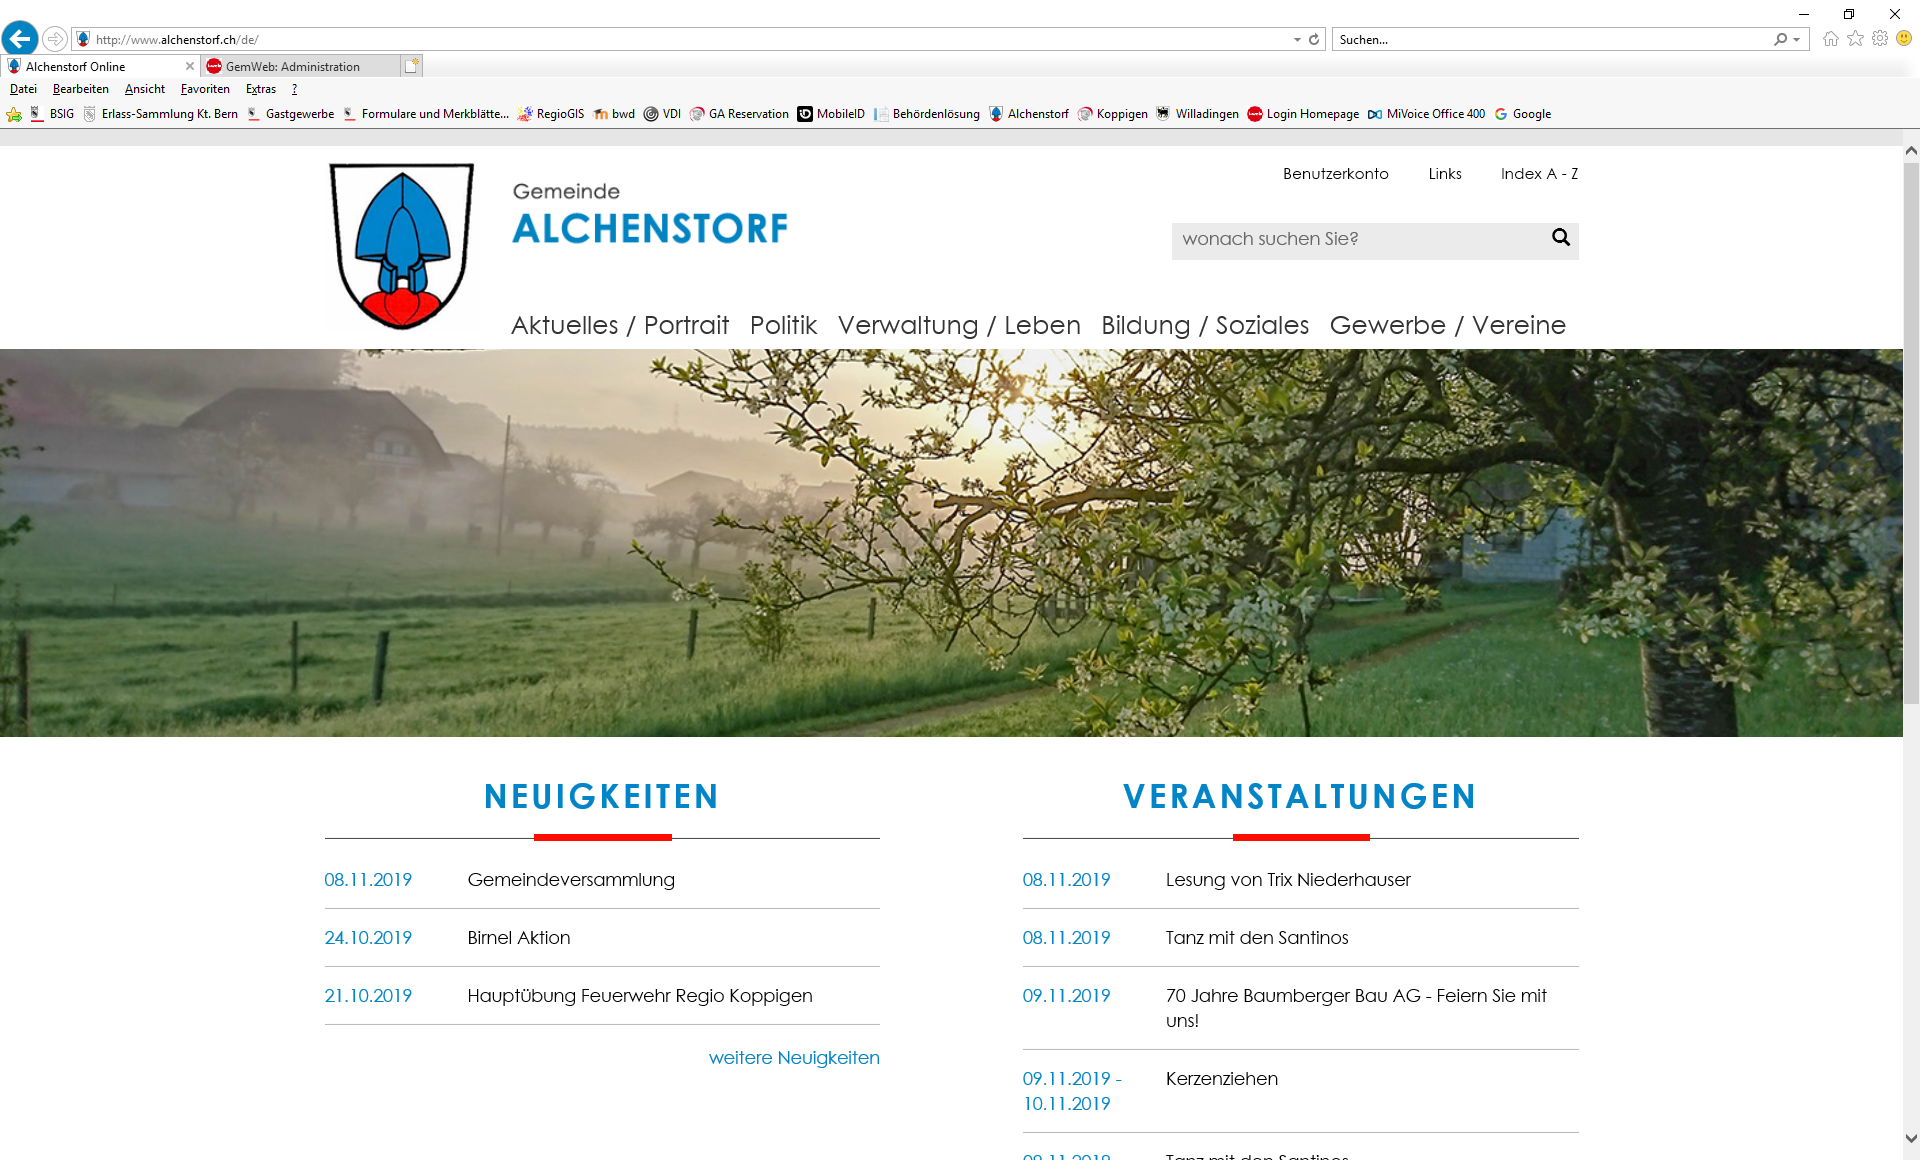 http://www.alchenstorf.ch/de/
Suchen...
Alchenstorf Online
GemWeb: Administration
Datei Bearbeiten Ansicht Favoriten Extras ?
BSIG Erlass-Sammlung Kt. Bern Gastgewerbe Formulare und Merkblätte... RegioGIS bwd VDI GA Reservation MobileID Behördenlösung Alchenstorf Koppigen Willadingen Login Homepage MiVoice Office 400 Google
Benutzerkonto Links Index A - Z
Gemeinde
ALCHENSTORF
wonach suchen Sie?
Aktuelles / Portrait Politik Verwaltung / Leben Bildung / Soziales Gewerbe / Vereine
NEUIGKEITEN
08.11.2019 Gemeindeversammlung
24.10.2019 Birnel Aktion
21.10.2019 Hauptübung Feuerwehr Regio Koppigen
weitere Neuigkeiten
VERANSTALTUNGEN
08.11.2019 Lesung von Trix Niederhauser
08.11.2019 Tanz mit den Santinos
09.11.2019 70 Jahre Baumberger Bau AG - Feiern Sie mit
uns!
09.11.2019 - Kerzenziehen
10.11.2019
Tanz mit den Santinos